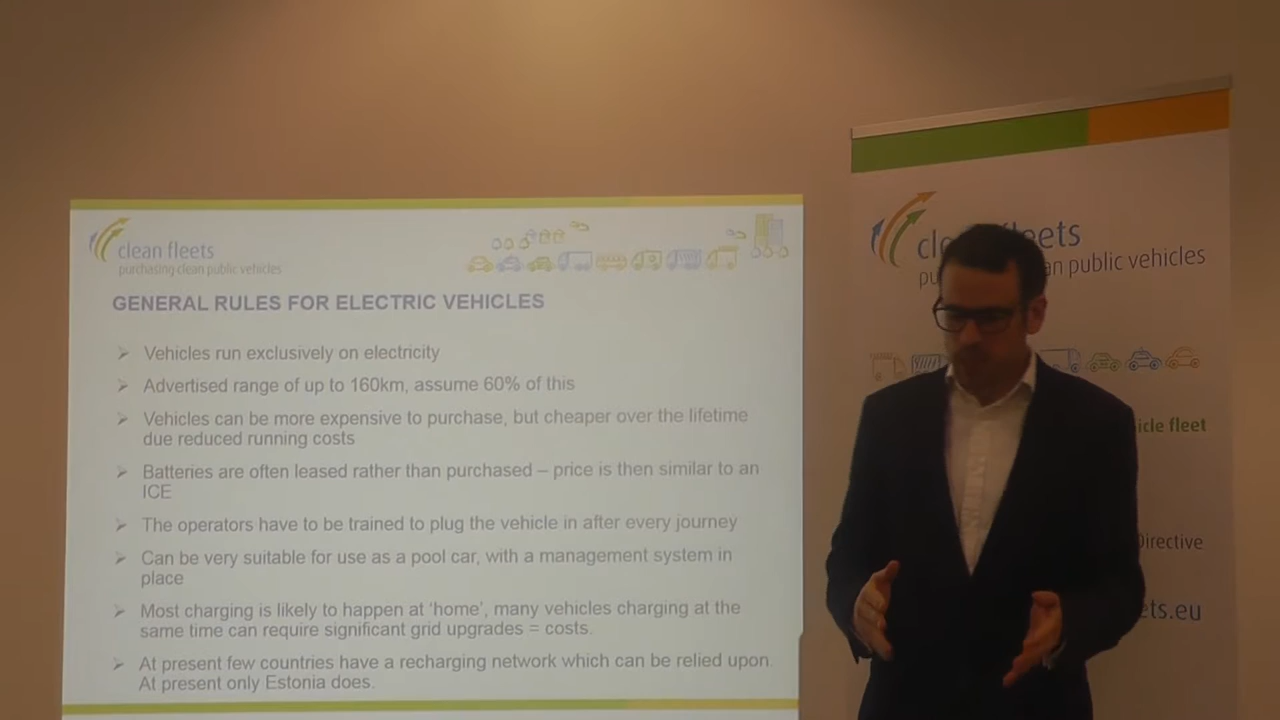 clean fleets
purchasing clean public vehicles
GENERAL RULES FOR ELECTRIC VEHICLES
Vehicles run exclusively on electricity
Advertised range of up to 160km, assume 60% of this
Vehicles can be more expensive to purchase, but cheaper over the lifetime
due reduced running costs
Batteries are often leased rather than purchased – price is then similar to an
ICE
The operators have to be trained to plug the vehicle in after every journey
Can be very suitable for use as a pool car, with a management system in
place
Most charging is likely to happen at ‘home’, many vehicles charging at the
same time can require significant grid upgrades = costs.
At present few countries have a recharging network which can be relied upon.
At present only Estonia does.
cl eets
pu an public vehicles
icle fleet
Directive
ets.eu